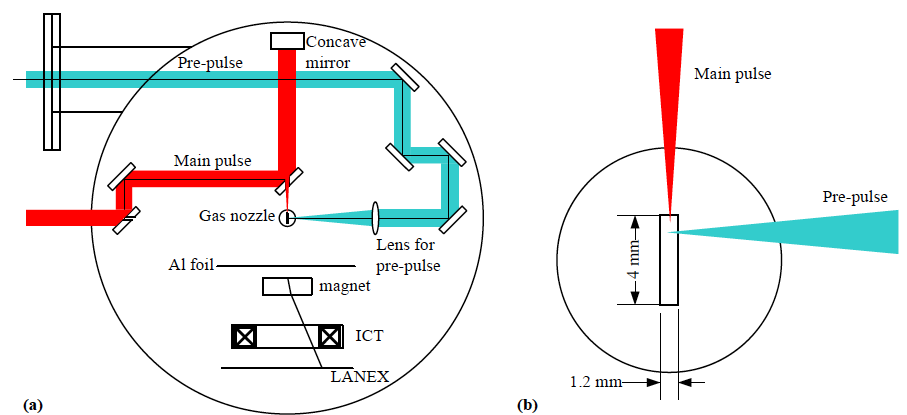 Concave
mirror
Pre-pulse
Main pulse
Gas nozzle
Lens for
pre-pulse
Al foil
magnet
ICT
LANEX
(a)
Main pulse
Pre-pulse
4 mm
1.2 mm
(b)